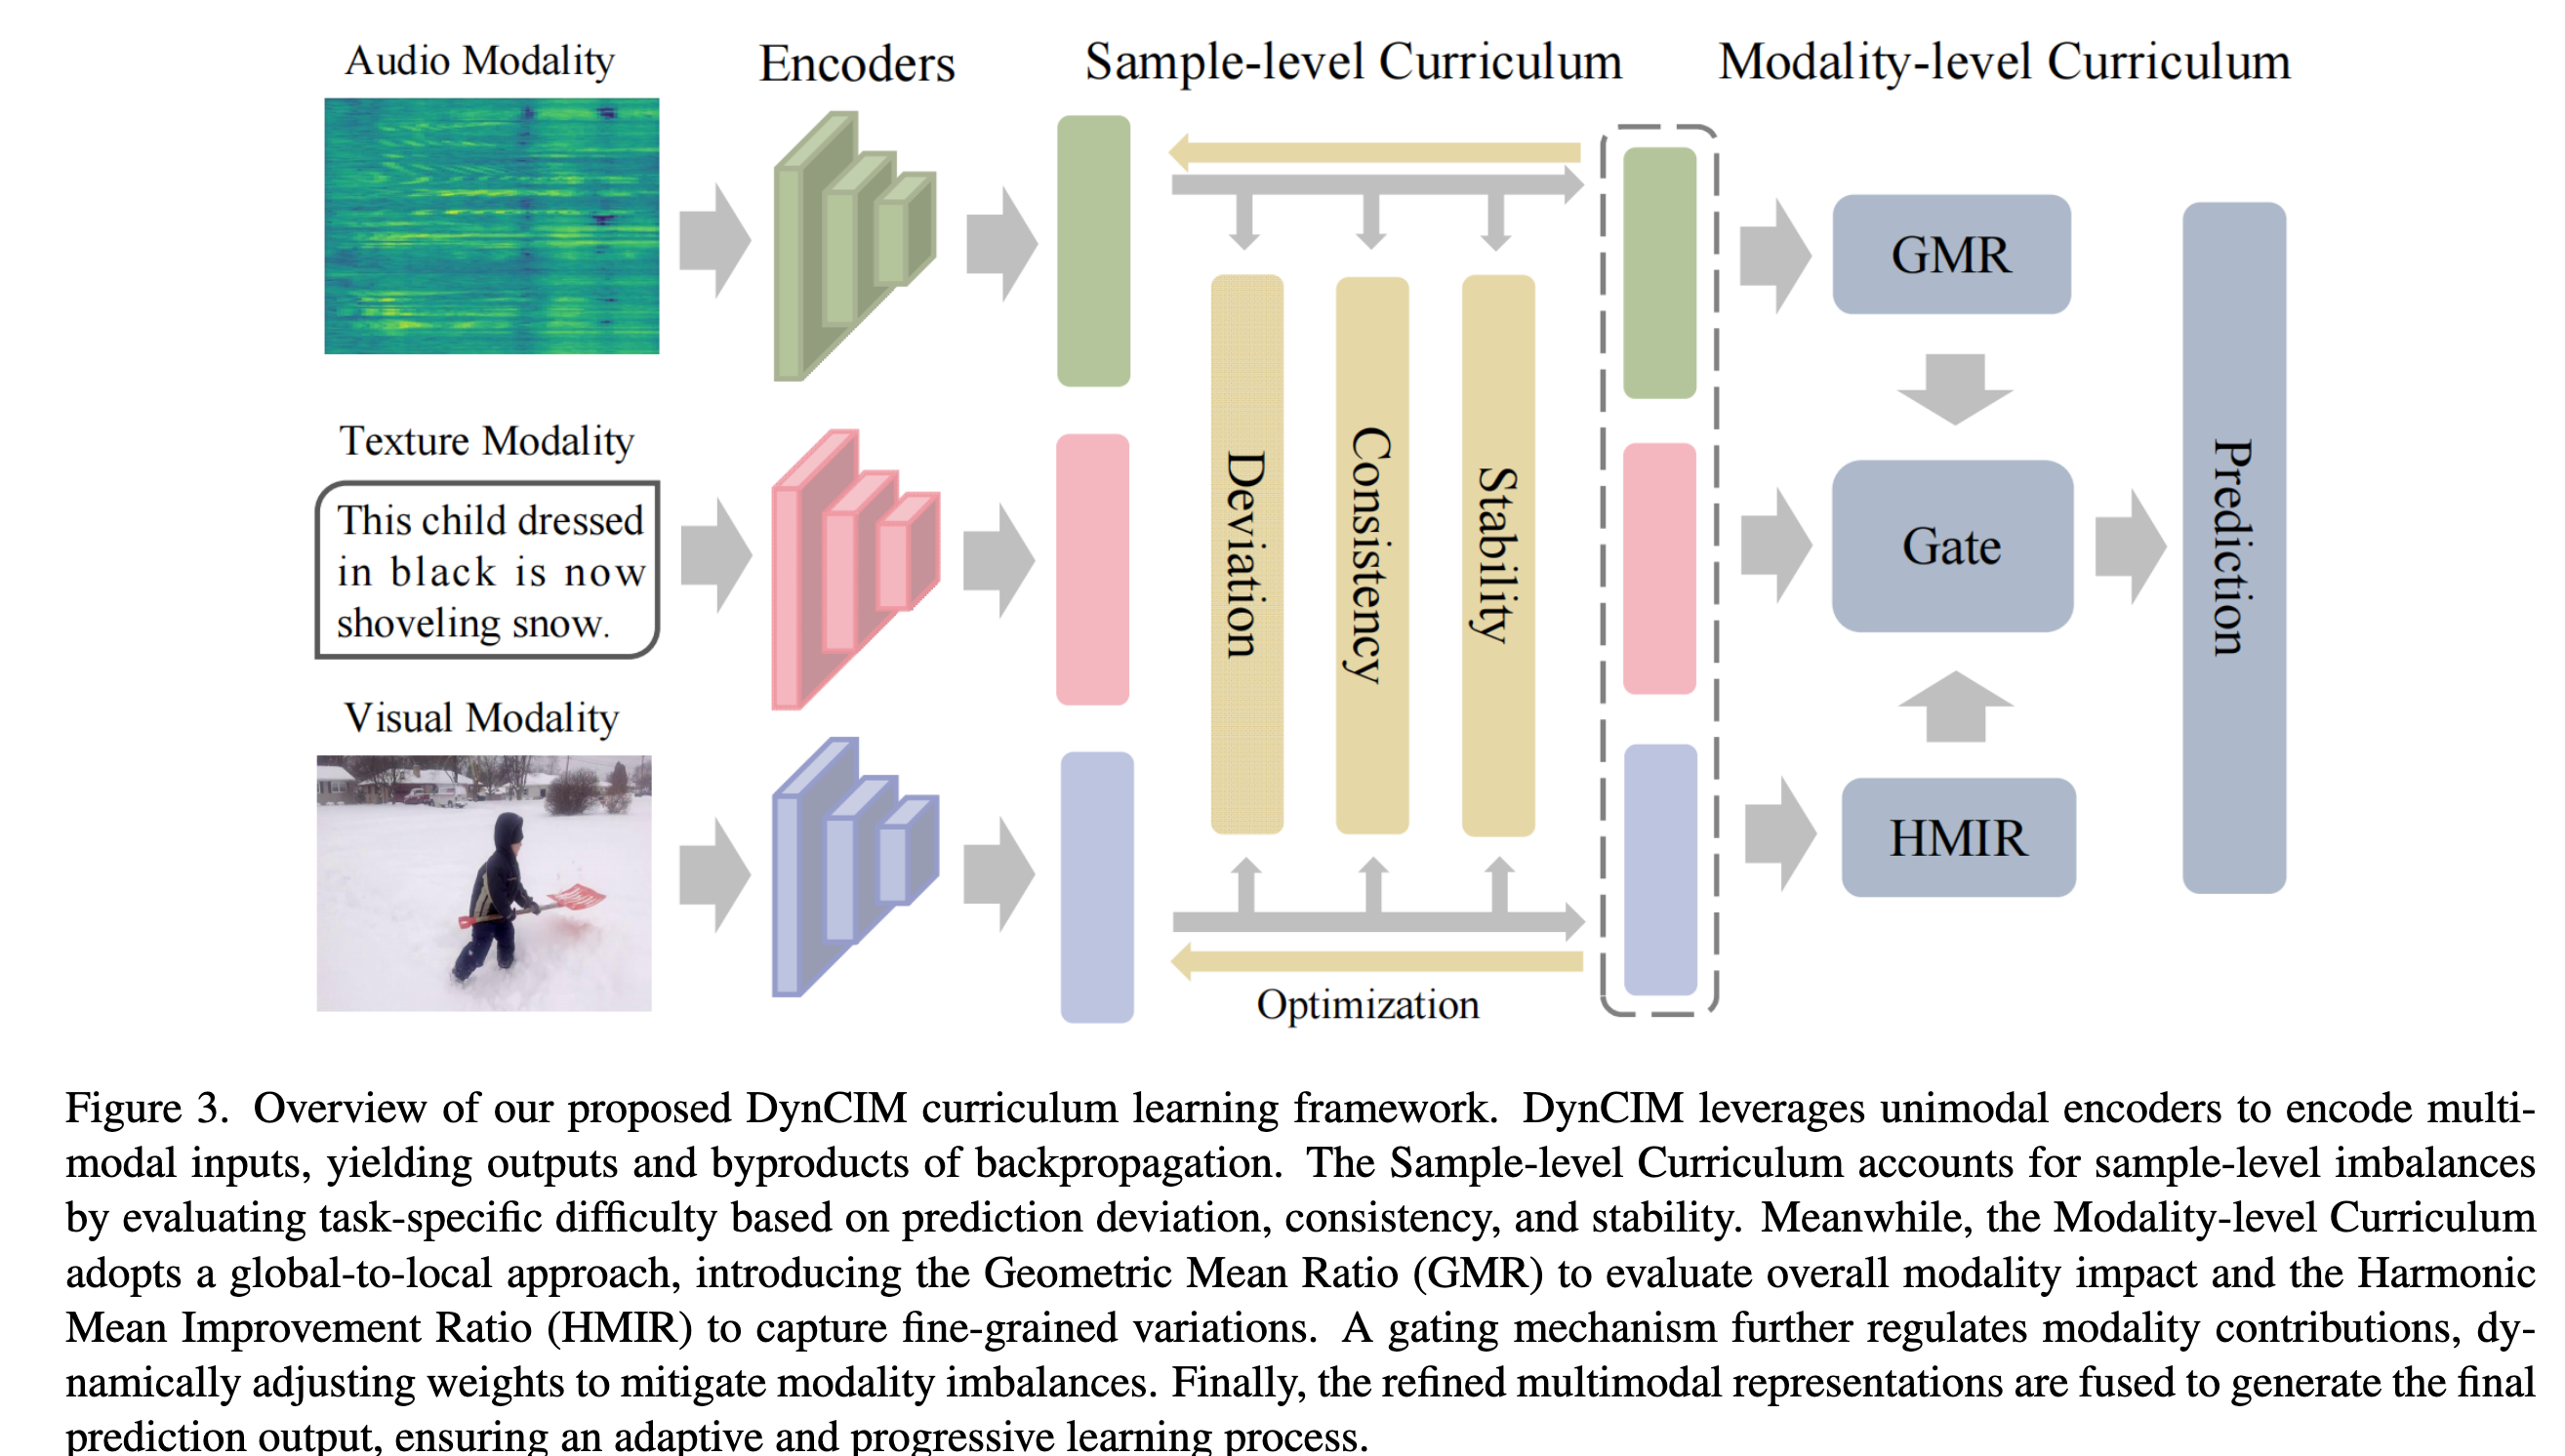 Audio Modality
Encoders
Sample-level Curriculum
Modality-level Curriculum
Texture Modality
This child dressed
in black is now
shoveling snow.
Visual Modality
Deviation
Consistency
Stability
Optimization
GMR
Gate
HMIR
Prediction
Figure 3. Overview of our proposed DynCIM curriculum learning framework. DynCIM leverages unimodal encoders to encode multi-
modal inputs, yielding outputs and byproducts of backpropagation. The Sample-level Curriculum accounts for sample-level imbalances
by evaluating task-specific difficulty based on prediction deviation, consistency, and stability. Meanwhile, the Modality-level Curriculum
adopts a global-to-local approach, introducing the Geometric Mean Ratio (GMR) to evaluate overall modality impact and the Harmonic
Mean Improvement Ratio (HMIR) to capture fine-grained variations. A gating mechanism further regulates modality contributions, dy-
namically adjusting weights to mitigate modality imbalances. Finally, the refined multimodal representations are fused to generate the final
prediction output, ensuring an adaptive and progressive learning process.